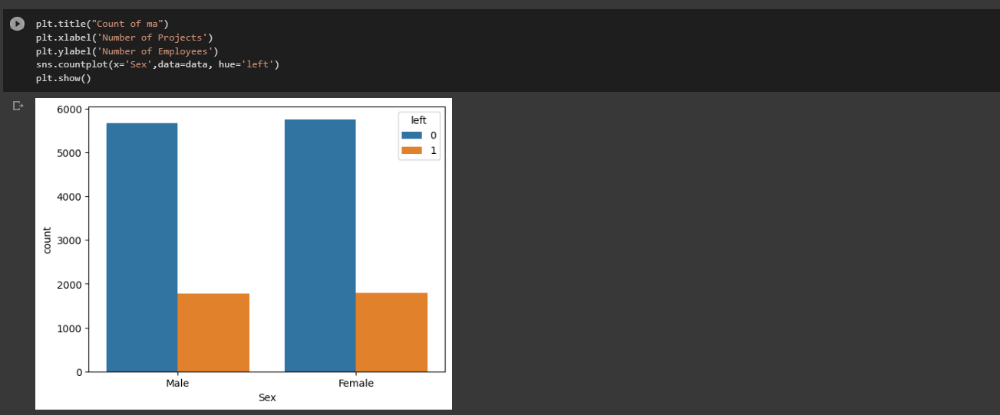 plt.title("Count of ma")
plt.xlabel('Number of Projects')
plt.ylabel('Number of Employees')
sns.countplot(x='Sex',data=data, hue='left')
plt.show()
6000
5000
4000
3000
2000
1000
0
count
left
0
1
Male Female
Sex